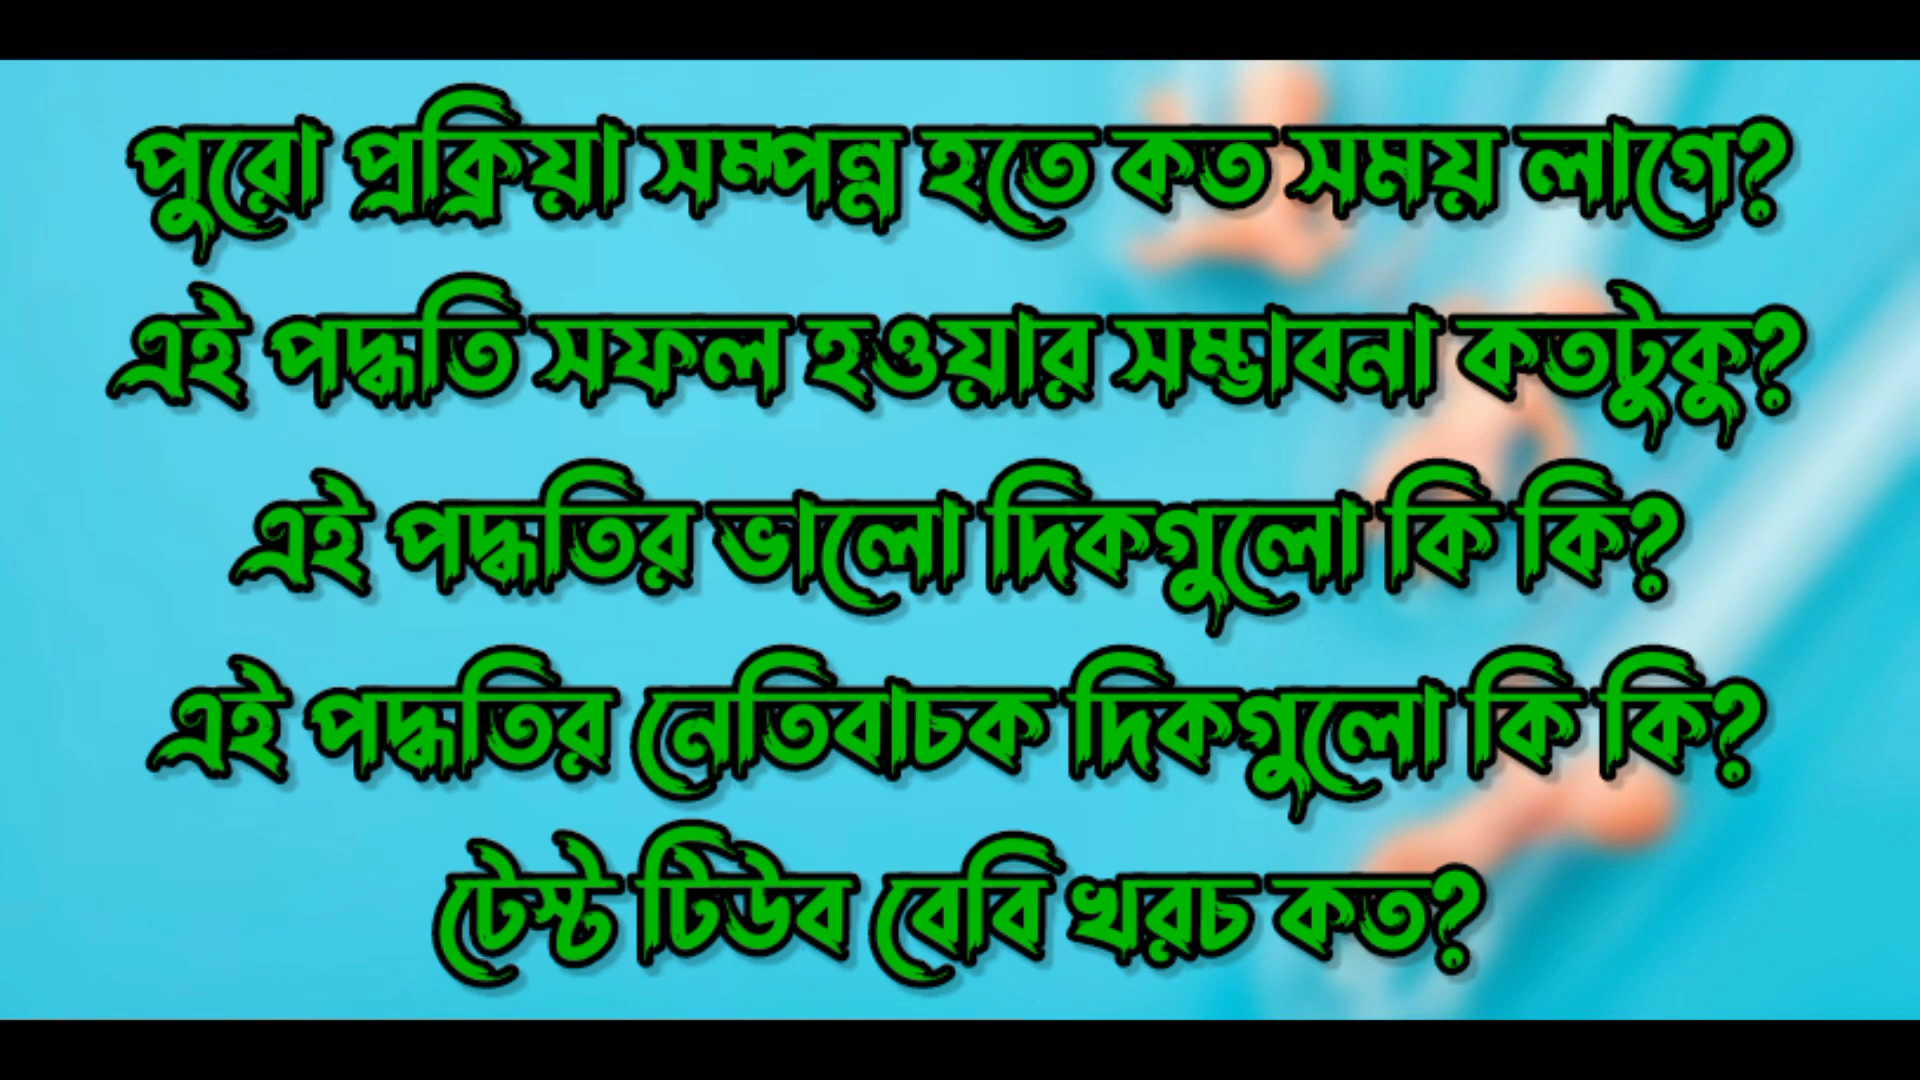 পুরো প্রক্রিয়া সম্পন্ন হতে কত সময় লাগে?
এই পদ্ধতি সফল হওয়ার সম্ভাবনা কতটুকু?
এই পদ্ধতির ভালো দিকগুলো কি কি?
এই পদ্ধতির নেতিবাচক দিকগুলো কি কি?
টেস্ট টিউব বেবি খরচ কত?